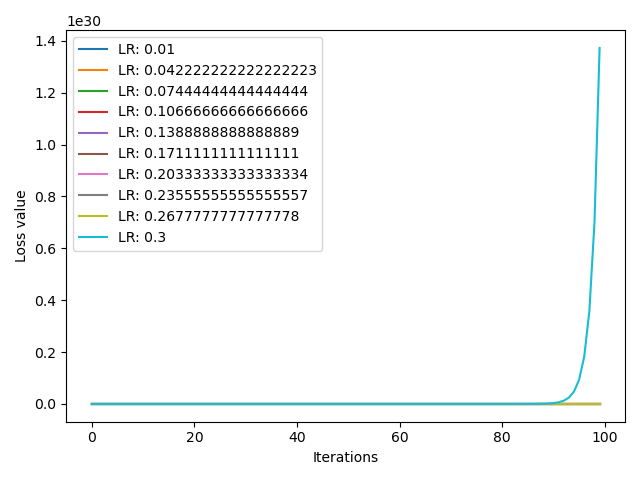 1e30
1.4
1.2
1.0
0.8
0.6
0.4
0.2
0.0
Loss value
LR: 0.01
LR: 0.042222222222222223
LR: 0.07444444444444444
LR: 0.10666666666666666
LR: 0.1388888888888889
LR: 0.1711111111111111
LR: 0.20333333333333334
LR: 0.23555555555555557
LR: 0.2677777777777778
LR: 0.3
0 20 40 60 80 100
Iterations